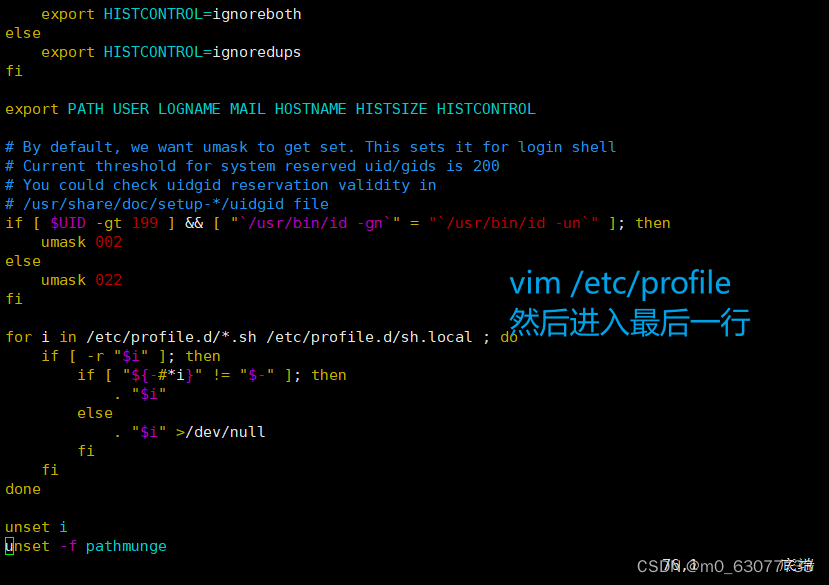 export HISTCONTROL=ignoreboth
else
    export HISTCONTROL=ignoredups
fi

export PATH USER LOGNAME MAIL HOSTNAME HISTSIZE HISTCONTROL

# By default, we want umask to get set. This sets it for login shell
# Current threshold for system reserved uid/gids is 200
# You could check uidgid reservation validity in
# /usr/share/doc/setup-*/uidgid file
if [ $UID -gt 199 ] && [ "`/usr/bin/id -gn`" = "`/usr/bin/id -un`" ]; then
    umask 002
else
    umask 022
fi

vim /etc/profile
然后进入最后一行

for i in /etc/profile.d/*.sh /etc/profile.d/sh.local ; do
    if [ -r "$i" ]; then
        if [ "${-#*i}" != "$-" ]; then
            . "$i"
        else
            . "$i" >/dev/null
        fi
    fi
done

unset i
unset -f pathmunge
76,1 底端
CSDN @m0_63077733